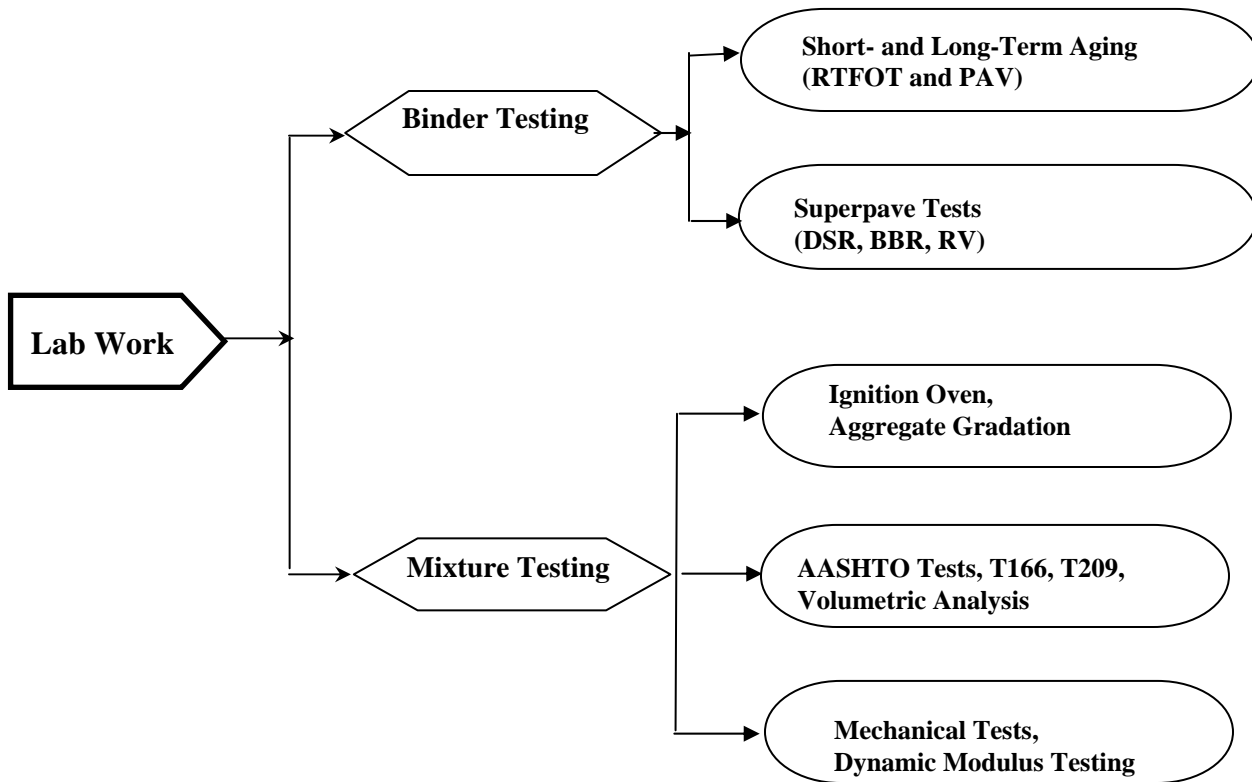 Lab Work
Binder Testing
Short- and Long-Term Aging
(RTFOT and PAV)
Superpave Tests
(DSR, BBR, RV)
Mixture Testing
Ignition Oven,
Aggregate Gradation
AASHTO Tests, T166, T209,
Volumetric Analysis
Mechanical Tests,
Dynamic Modulus Testing